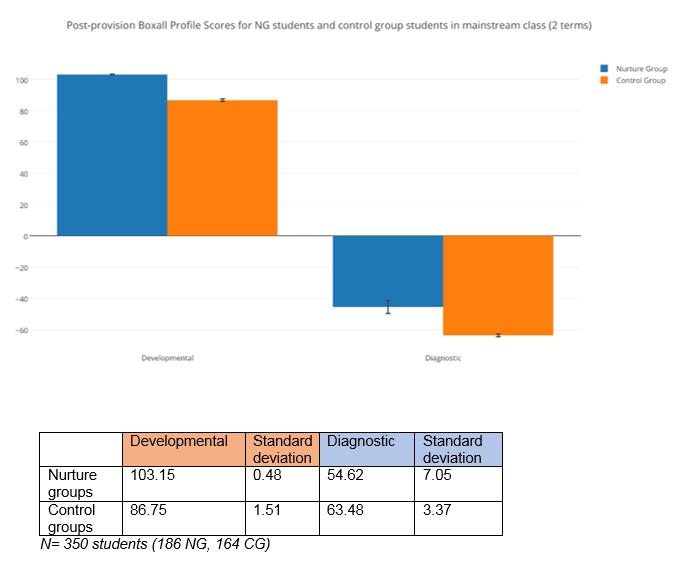 Post-provision Boxall Profile Scores for NG students and control group students in mainstream class (2 terms)
Nurture Group
Control Group
100
80
60
40
20
0
−20
−40
−60
Developmental Diagnostic
Developmental Standard deviation Diagnostic Standard deviation
Nurture groups 103.15 0.48 54.62 7.05
Control groups 86.75 1.51 63.48 3.37
N= 350 students (186 NG, 164 CG)